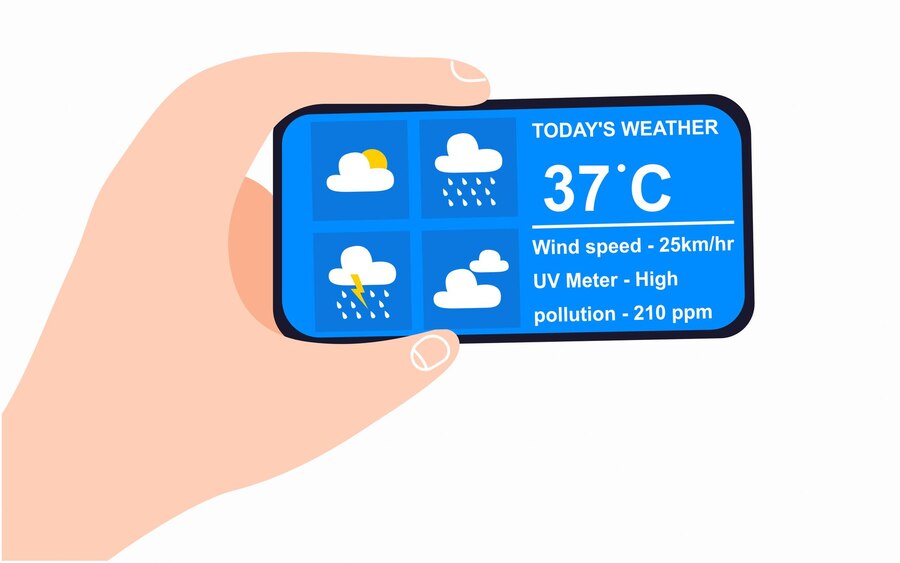 TODAY'S WEATHER
37°C
Wind speed - 25km/hr
UV Meter - High
pollution - 210 ppm